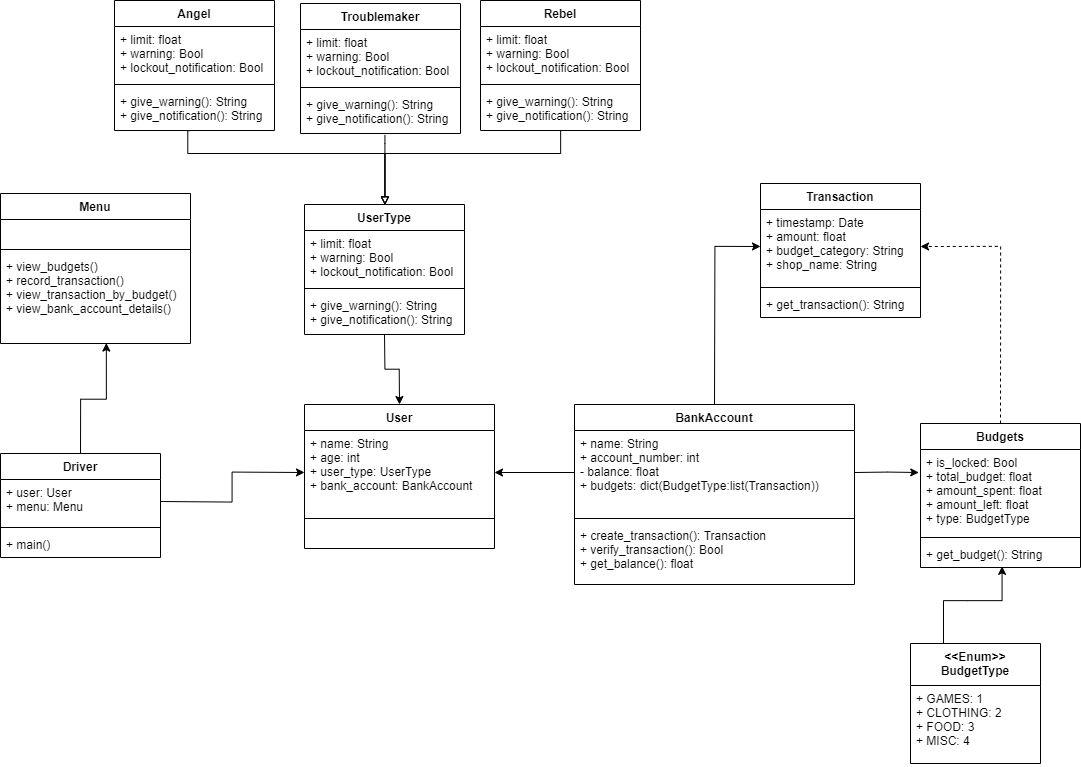 Angel
+ limit: float
+ warning: Bool
+ lockout_notification: Bool
+ give_warning(): String
+ give_notification(): String
Troublemaker
+ limit: float
+ warning: Bool
+ lockout_notification: Bool
+ give_warning(): String
+ give_notification(): String
Rebel
+ limit: float
+ warning: Bool
+ lockout_notification: Bool
+ give_warning(): String
+ give_notification(): String
Menu
+ view_budgets()
+ record_transaction()
+ view_transaction_by_budget()
+ view_bank_account_details()
UserType
+ limit: float
+ warning: Bool
+ lockout_notification: Bool
+ give_warning(): String
+ give_notification(): String
Transaction
+ timestamp: Date
+ amount: float
+ budget_category: String
+ shop_name: String
+ get_transaction(): String
Driver
+ user: User
+ menu: Menu
+ main()
User
+ name: String
+ age: int
+ user_type: UserType
+ bank_account: BankAccount
BankAccount
+ name: String
+ account_number: int
- balance: float
+ budgets: dict(BudgetType:list(Transaction))
+ create_transaction(): Transaction
+ verify_transaction(): Bool
+ get_balance(): float
Budgets
+ is_locked: Bool
+ total_budget: float
+ amount_spent: float
+ amount_left: float
+ type: BudgetType
+ get_budget(): String
<<Enum>>
BudgetType
+ GAMES: 1
+ CLOTHING: 2
+ FOOD: 3
+ MISC: 4